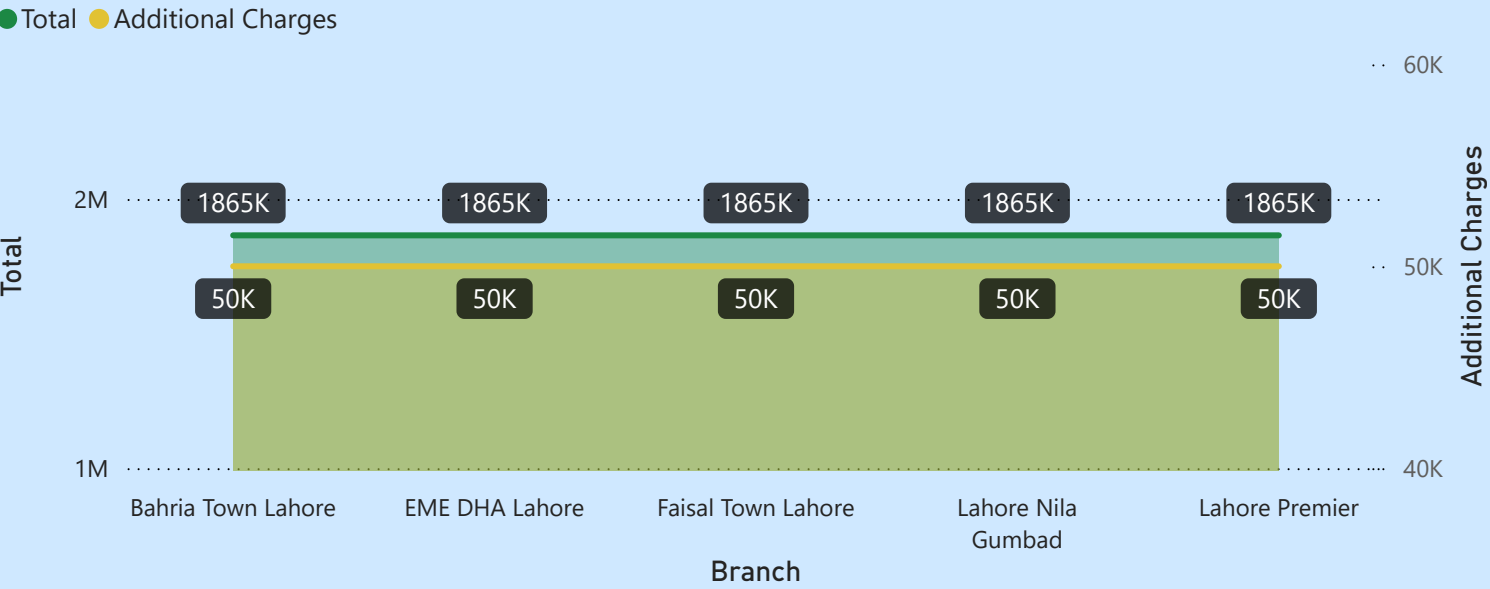 Total Additional Charges
60K
2M 1865K 1865K 1865K 1865K 1865K
Total
Additional Charges
50K
50K 50K 50K 50K 50K
1M 40K
Bahria Town Lahore EME DHA Lahore Faisal Town Lahore Lahore Nila Lahore Premier
Gumbad
Branch